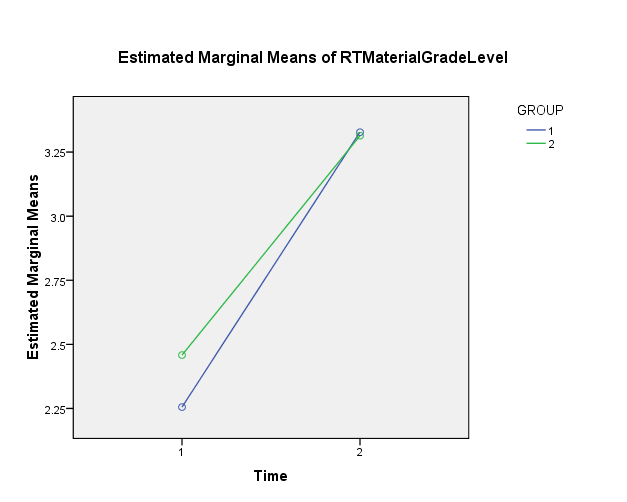 Estimated Marginal Means of RTMaterialGradeLevel
GROUP
1
2
Estimated Marginal Means
3.25
3.0
2.75
2.5
2.25
1
2
Time